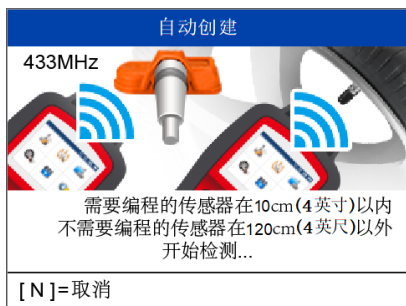 自动创建
433MHz
需要编程的传感器在10cm(4英寸)以内
不需要编程的传感器在120cm(4英尺)以外
开始检测...
[ N ]=取消